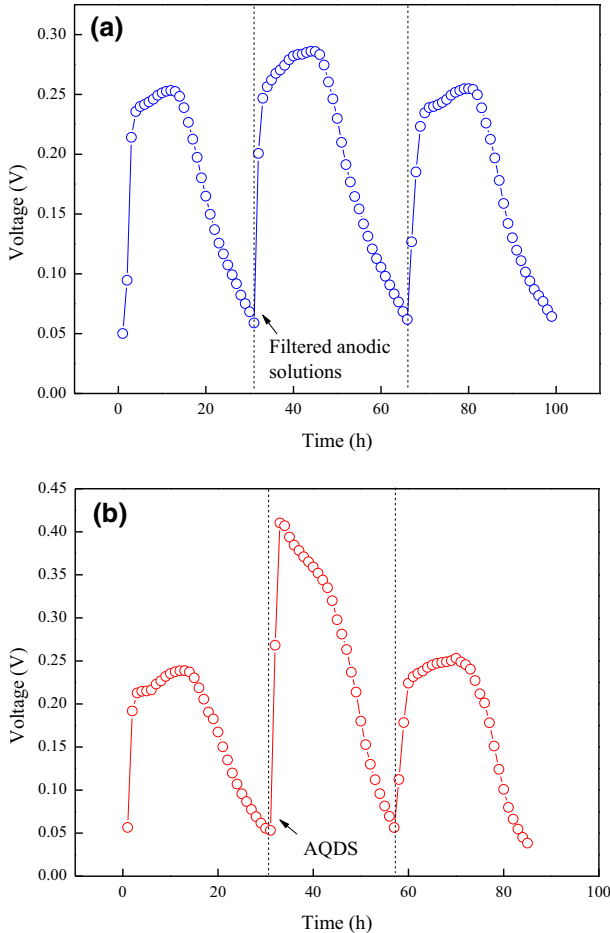 (a)
0.30
0.25
0.20
0.15
0.10
0.05
0.00
Voltage (V)
Filtered anodic
solutions
0 20 40 60 80 100
Time (h)
(b)
0.45
0.40
0.35
0.30
0.25
0.20
0.15
0.10
0.05
0.00
Voltage (V)
AQDS
0 20 40 60 80 100
Time (h)